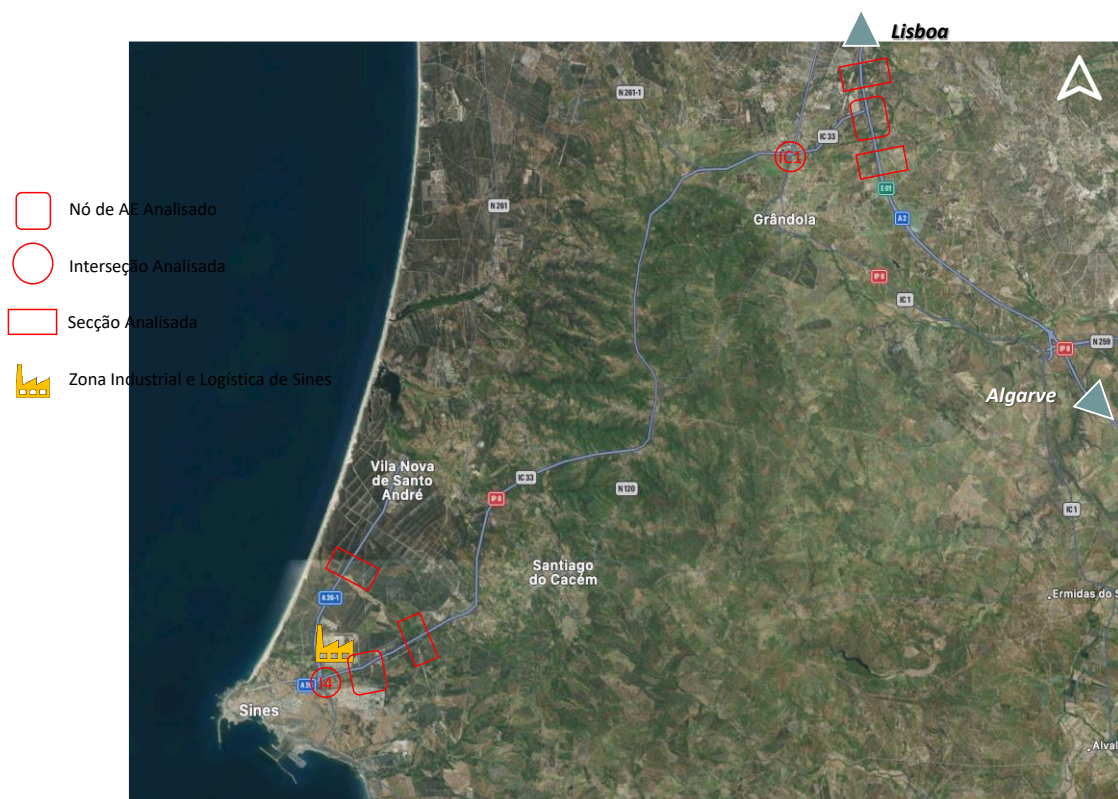 Lisboa
N 261-1
IC 33
IC1
E 01
Nó de AE Analisado
N 261
Grândola
A 2
Interseção Analisada
IP 8
IC 1
Secção Analisada
N 259
IP 8
Zona Industrial e Logística de Sines
Algarve
Vila Nova
de Santo
André
IC 33
N 120
IP 8
IC 1
Santiago
do Cacém
A 26-1
Ermidas do S
I4
Sines
Alval